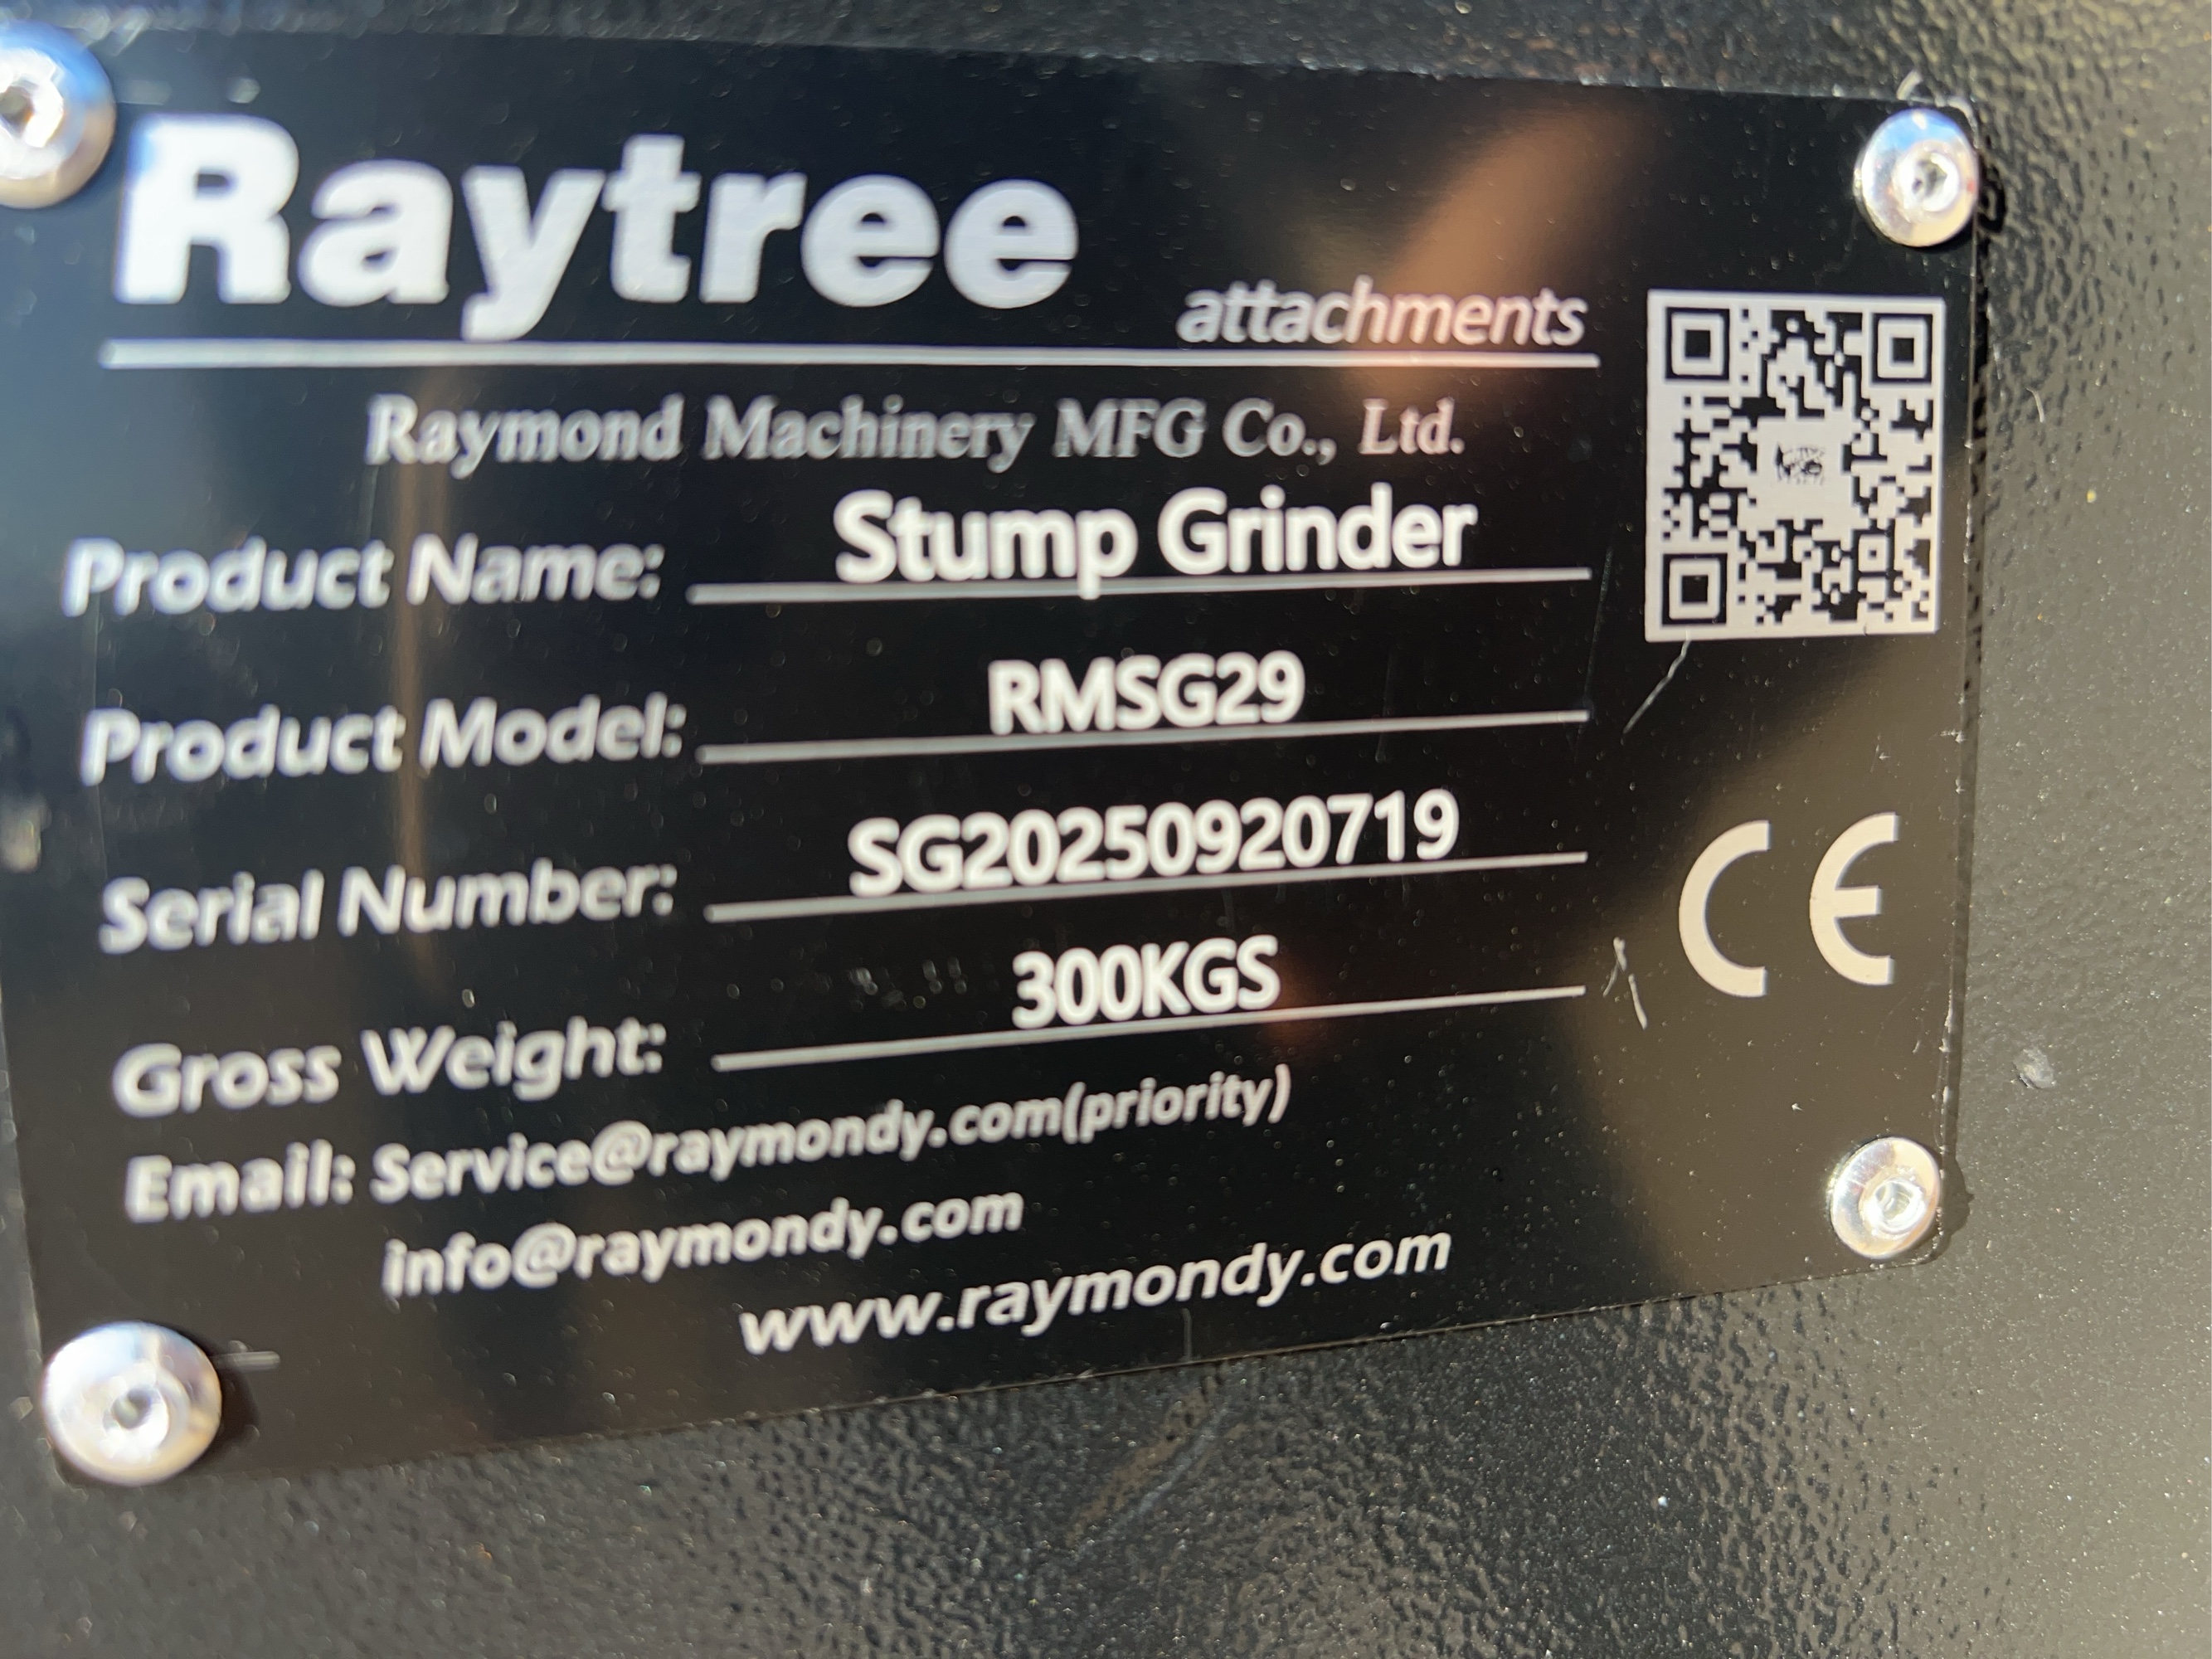 Raytree
attachments
Raymond Machinery MFG Co., Ltd.
Product Name: Stump Grinder
Product Model: RMSG29
Serial Number: SG20250920719
Gross Weight: 300KGS
Email: Service@raymondy.com(priority)
info@raymondy.com
www.raymondy.com
CE